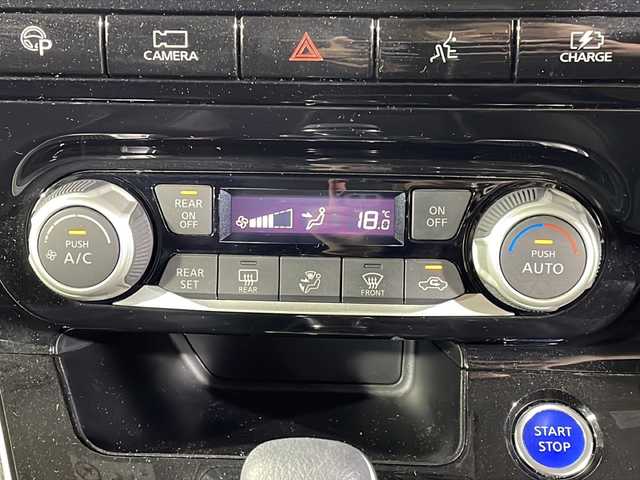 P
CAMERA
CHARGE
PUSH
A/C
REAR
ON
OFF
18.0
°C
ON
OFF
PUSH
AUTO
REAR
SET
REAR
FRONT
START
STOP